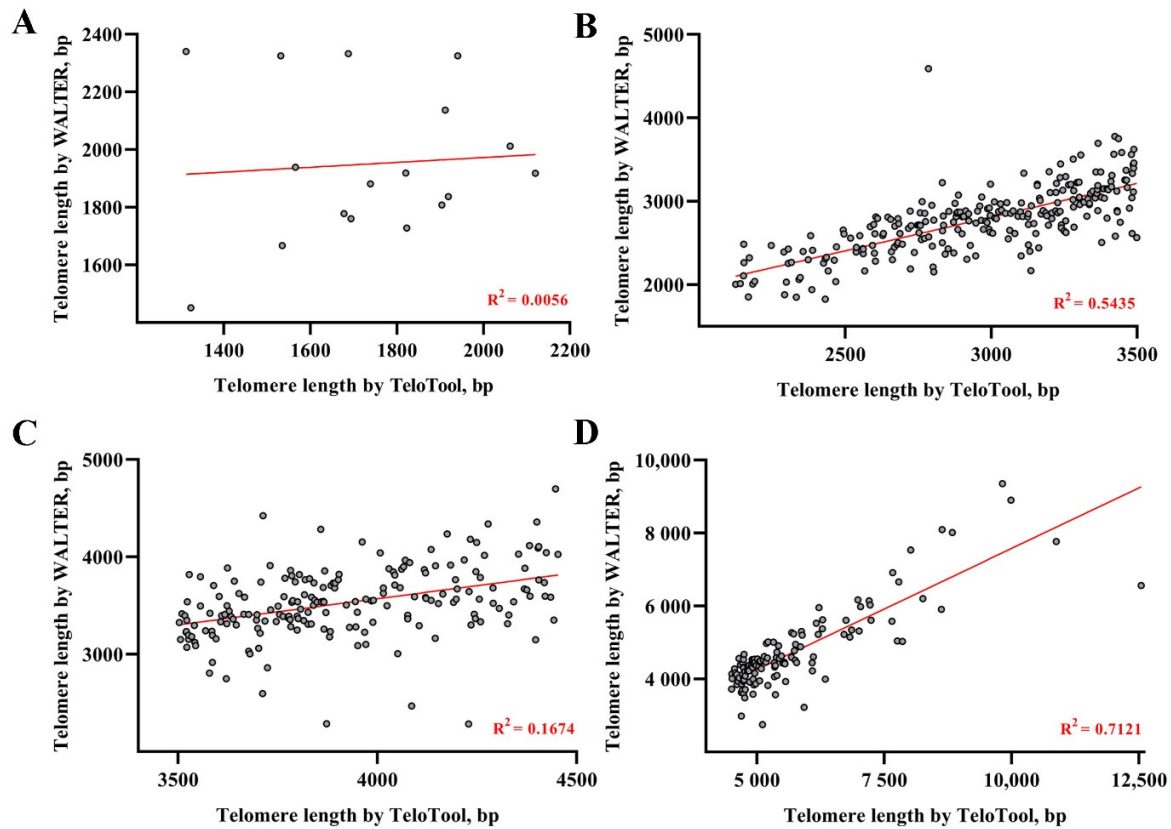 A
Telomere length by WALTER, bp
2400
2200
2000
1800
1600
R² = 0.0056
1400
1600
1800
2000
2200
Telomere length by TeloTool, bp
B
Telomere length by WALTER, bp
5000
4000
3000
2000
R² = 0.5435
2500
3000
3500
Telomere length by TeloTool, bp
C
Telomere length by WALTER, bp
5000
4000
3000
R² = 0.1674
3500
4000
4500
Telomere length by TeloTool, bp
D
Telomere length by WALTER, bp
10,000
8 000
6 000
4 000
R² = 0.7121
5 000
7 500
10,000
12,500
Telomere length by TeloTool, bp